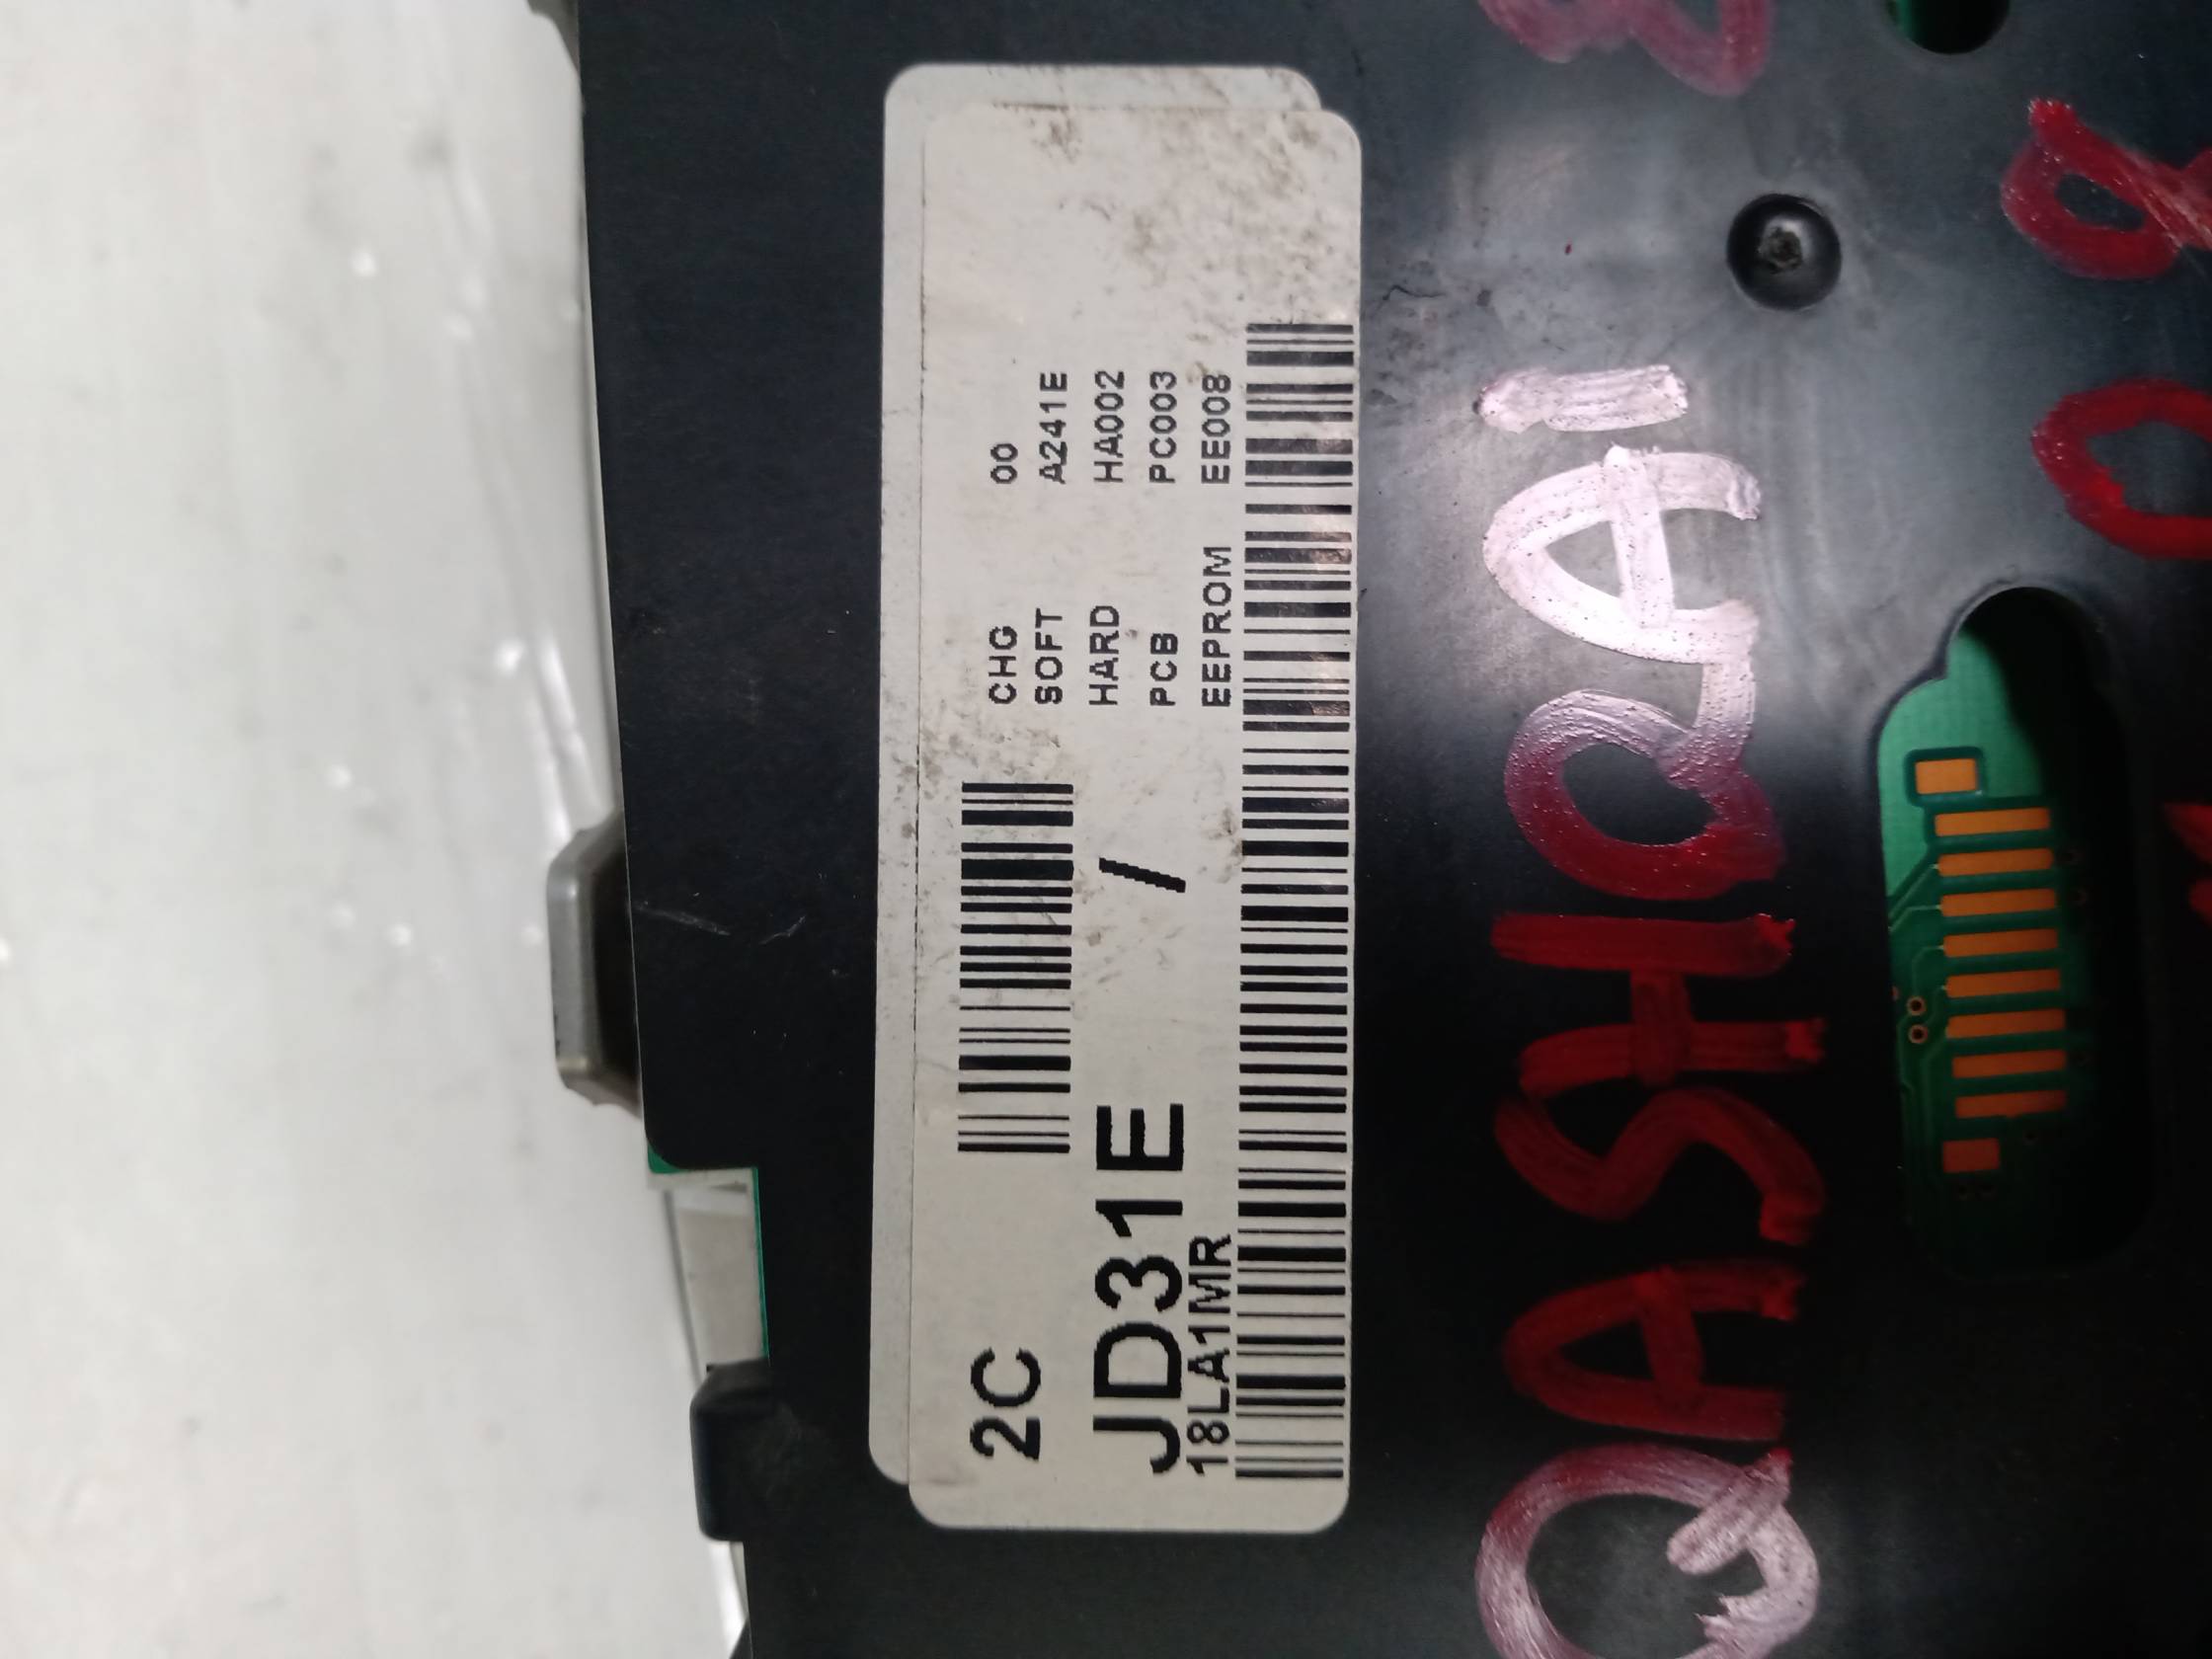 2C
CHG 00
SOFT A241E
HARD HA002
PCB PC003
EEPROM EE008
JD31E /
18LA1MR
QASHQAI